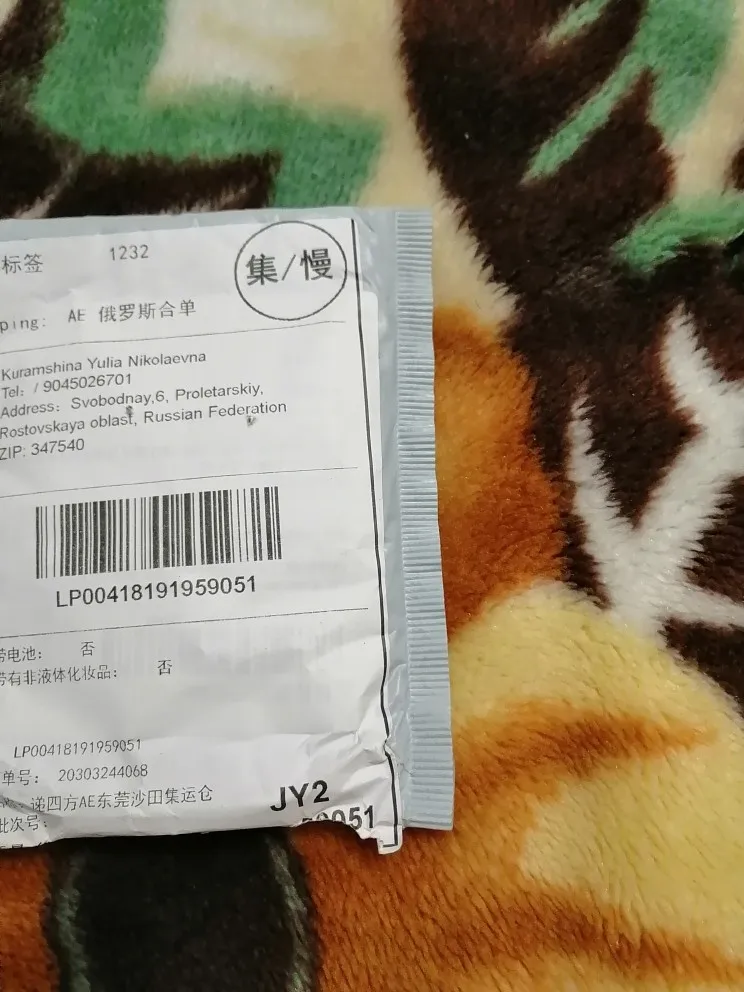 标签
1232
集/慢
ping: AE 俄罗斯合单
Kuramshina Yulia Nikolaevna
Tel: / 9045026701
Address: Svobodnay,6, Proletarskiy,
Rostovskaya oblast, Russian Federation
ZIP: 347540
LP00418191959051
带电池: 否
带有非液体化妆品: 否
LP00418191959051
单号: 20303244068
递四方AE东莞沙田集运仓
JY2
批次号:
59051